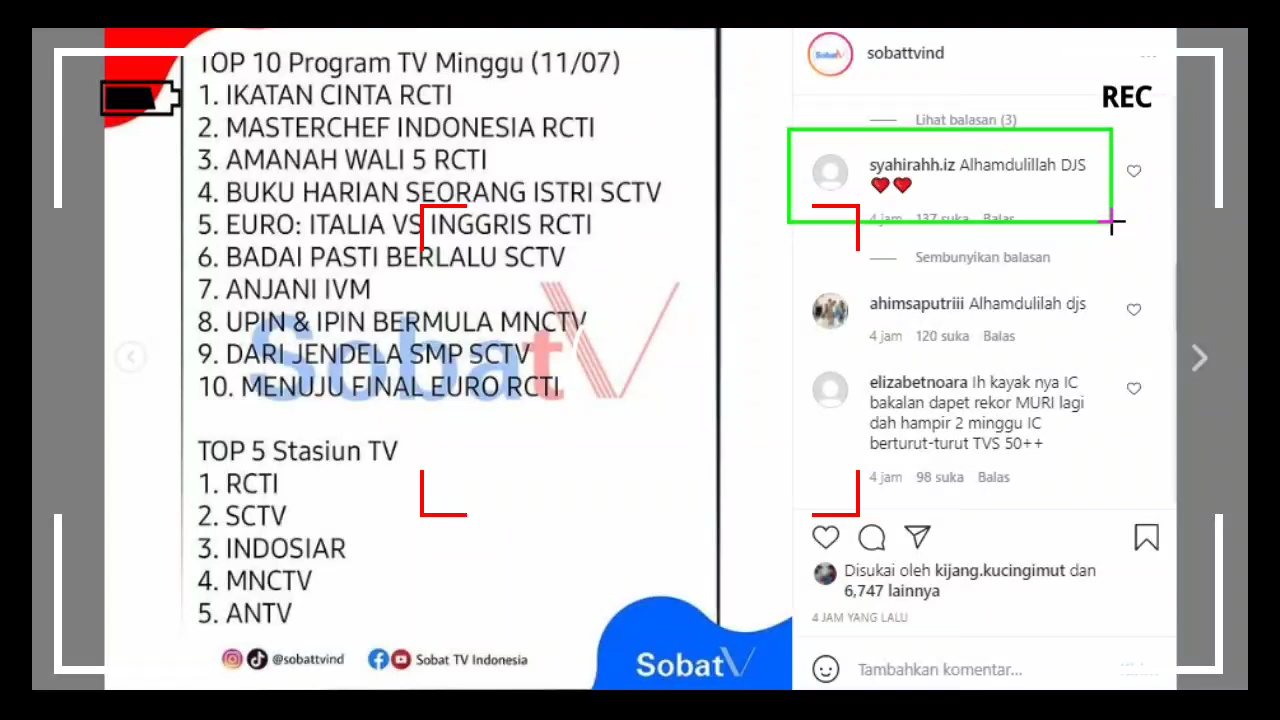 TOP 10 Program TV Minggu (11/07)
1. IKATAN CINTA RCTI
2. MASTERCHEF INDONESIA RCTI
3. AMANAH WALI 5 RCTI
4. BUKU HARIAN SEORANG ISTRI SCTV
5. EURO: ITALIA VS INGGRIS RCTI
6. BADAI PASTI BERLALU SCTV
7. ANJANI IVM
8. UPIN & IPIN BERMULA MNCTV
9. DARI JENDELA SMP SCTV
10. MENUJU FINAL EURO RCTI
SobatV
TOP 5 Stasiun TV
1. RCTI
2. SCTV
3. INDOSIAR
4. MNCTV
5. ANTV
@sobattvind Sobat TV Indonesia
SobatV
SobatV
sobattvind
REC
Lihat balasan (3)
syahirahh.iz Alhamdulillah DJS
❤️❤️
4 jam 137 suka Balas
Sembunyikan balasan
ahimsaputriii Alhamdulilah djs
4 jam 120 suka Balas
elizabetnoara Ih kayak nya IC
bakalan dapet rekor MURI lagi
dah hampir 2 minggu IC
berturut-turut TVS 50++
4 jam 98 suka Balas
Disukai oleh kijang.kucingimut dan
6,747 lainnya
4 JAM YANG LALU
Tambahkan komentar...